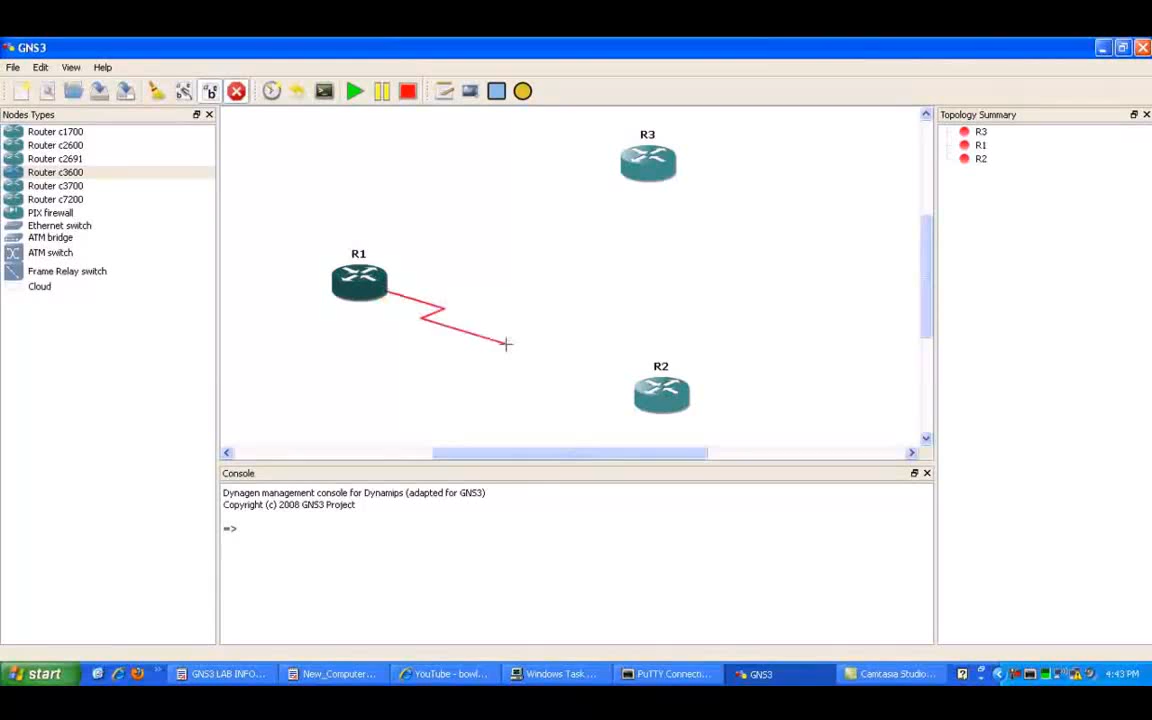 GNS3
File Edit View Help
Nodes Types
Router c1700
Router c2600
Router c2691
Router c3600
Router c3700
Router c7200
PIX firewall
Ethernet switch
ATM bridge
ATM switch
Frame Relay switch
Cloud
R3
R1
R2
Topology Summary
R3
R1
R2
Console
Dynagen management console for Dynamips (adapted for GNS3)
Copyright (c) 2008 GNS3 Project
=>
start
GNS3 LAB INFO...
New_Computer...
YouTube - bowl...
Windows Task ...
PuTTY Connecti...
GNS3
Camtasia Studio...
4:43 PM